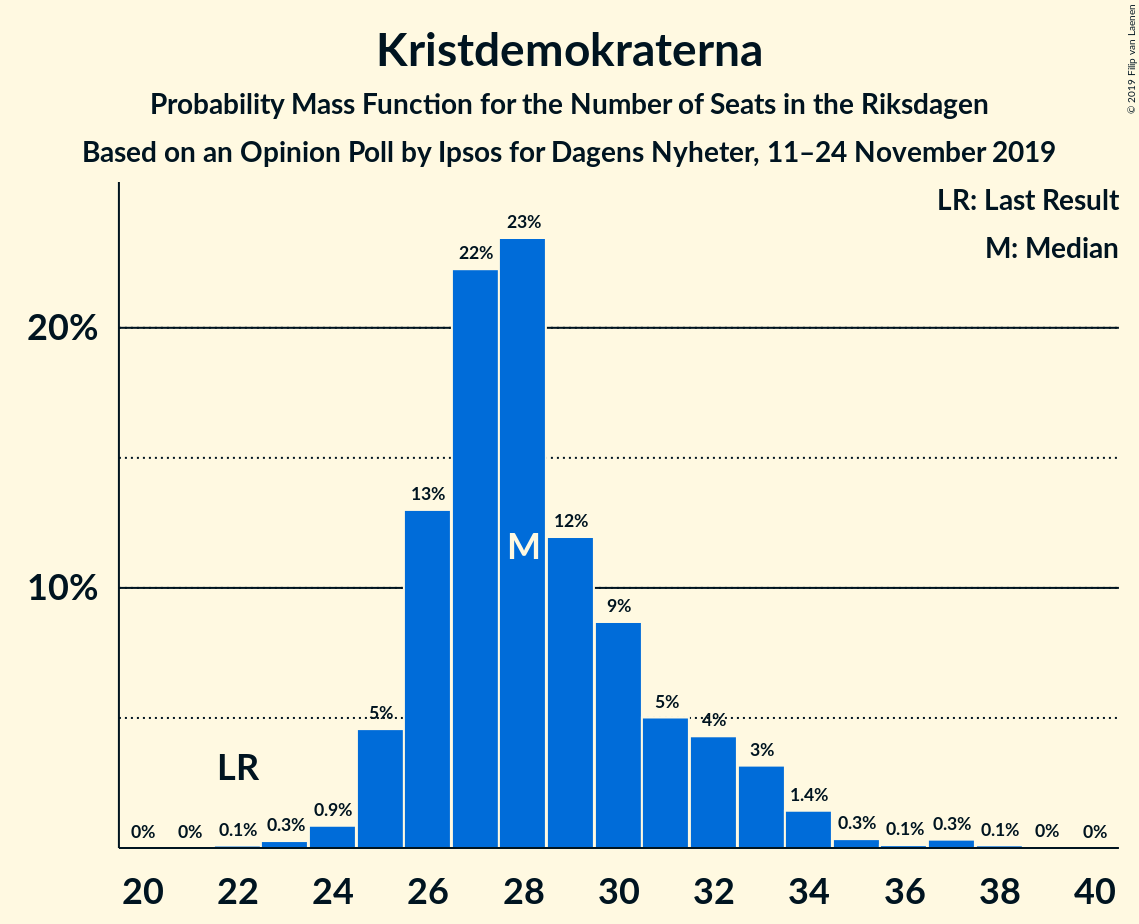 Kristdemokraterna
Probability Mass Function for the Number of Seats in the Riksdagen
Based on an Opinion Poll by Ipsos for Dagens Nyheter, 11–24 November 2019
© 2019 Filip van Laenen
LR: Last Result
M: Median
20%
10%
0% 0% 0.1% 0.3% 0.9% 5% 13% 22% 23% 12% 9% 5% 4% 3% 1.4% 0.3% 0.1% 0.3% 0.1% 0% 0%
M
LR
20 22 24 26 28 30 32 34 36 38 40